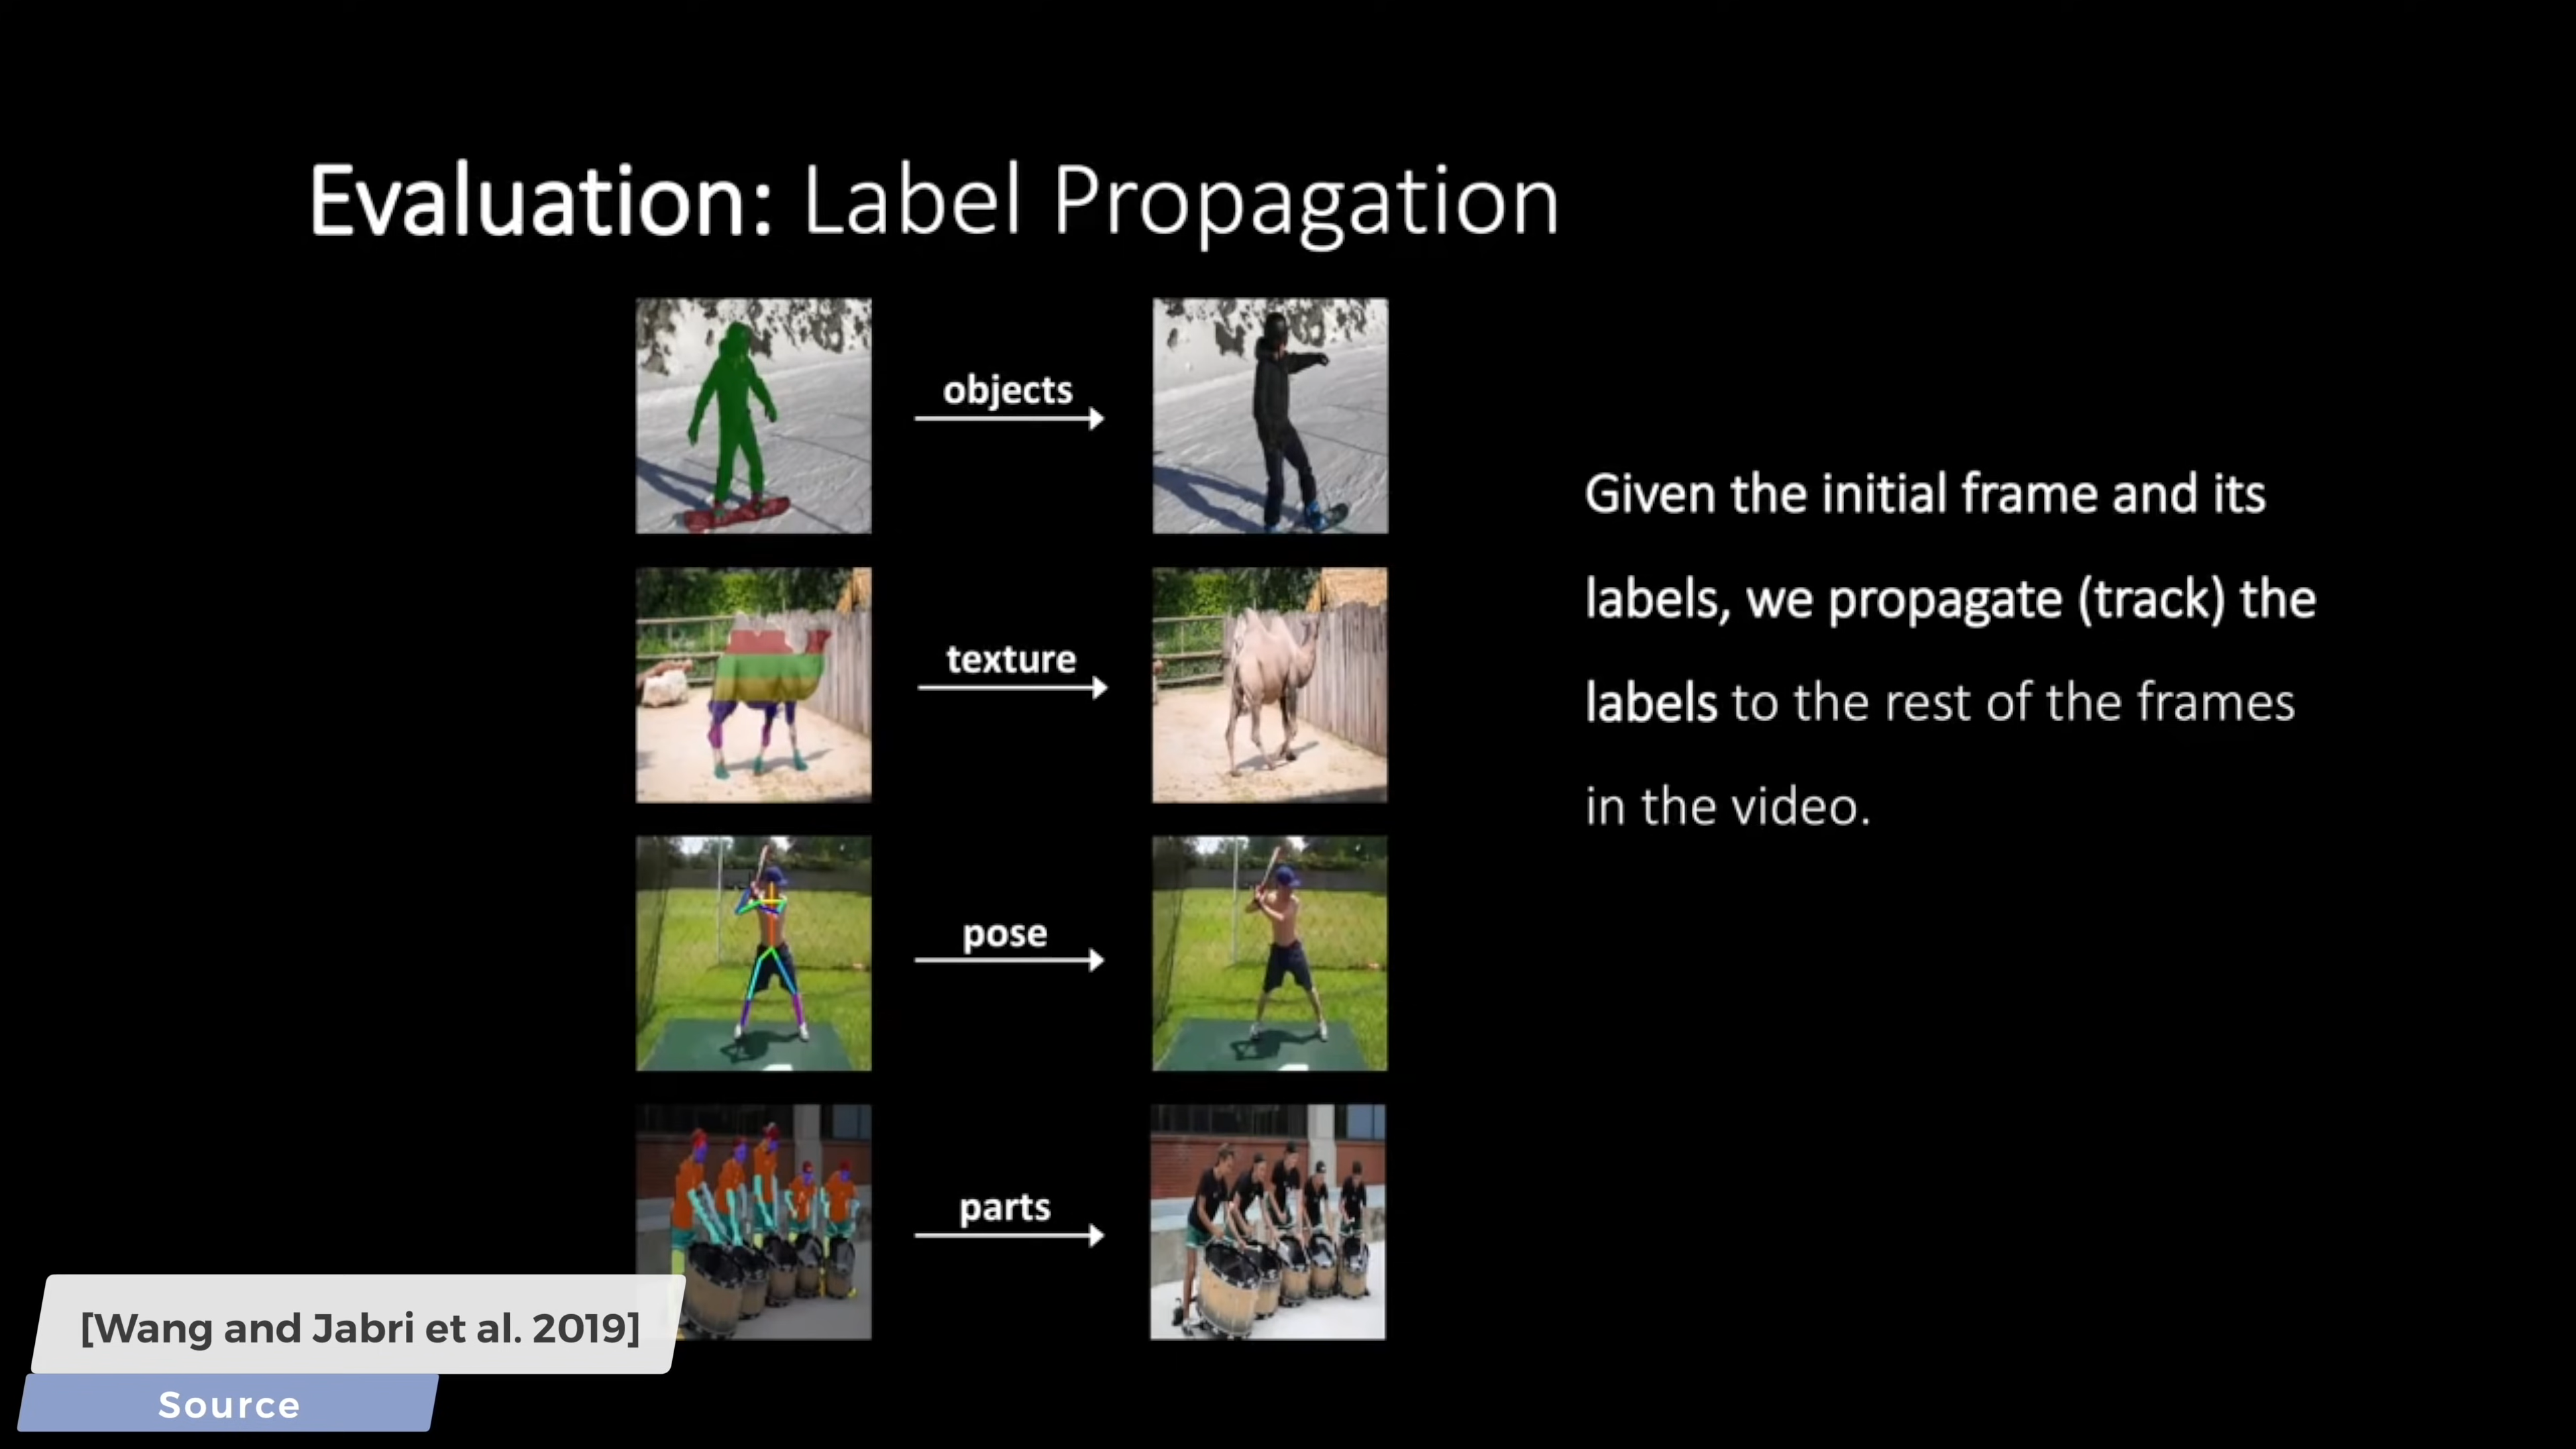 Evaluation: Label Propagation
objects
texture
pose
parts
Given the initial frame and its
labels, we propagate (track) the
labels to the rest of the frames
in the video.
[Wang and Jabri et al. 2019]
Source